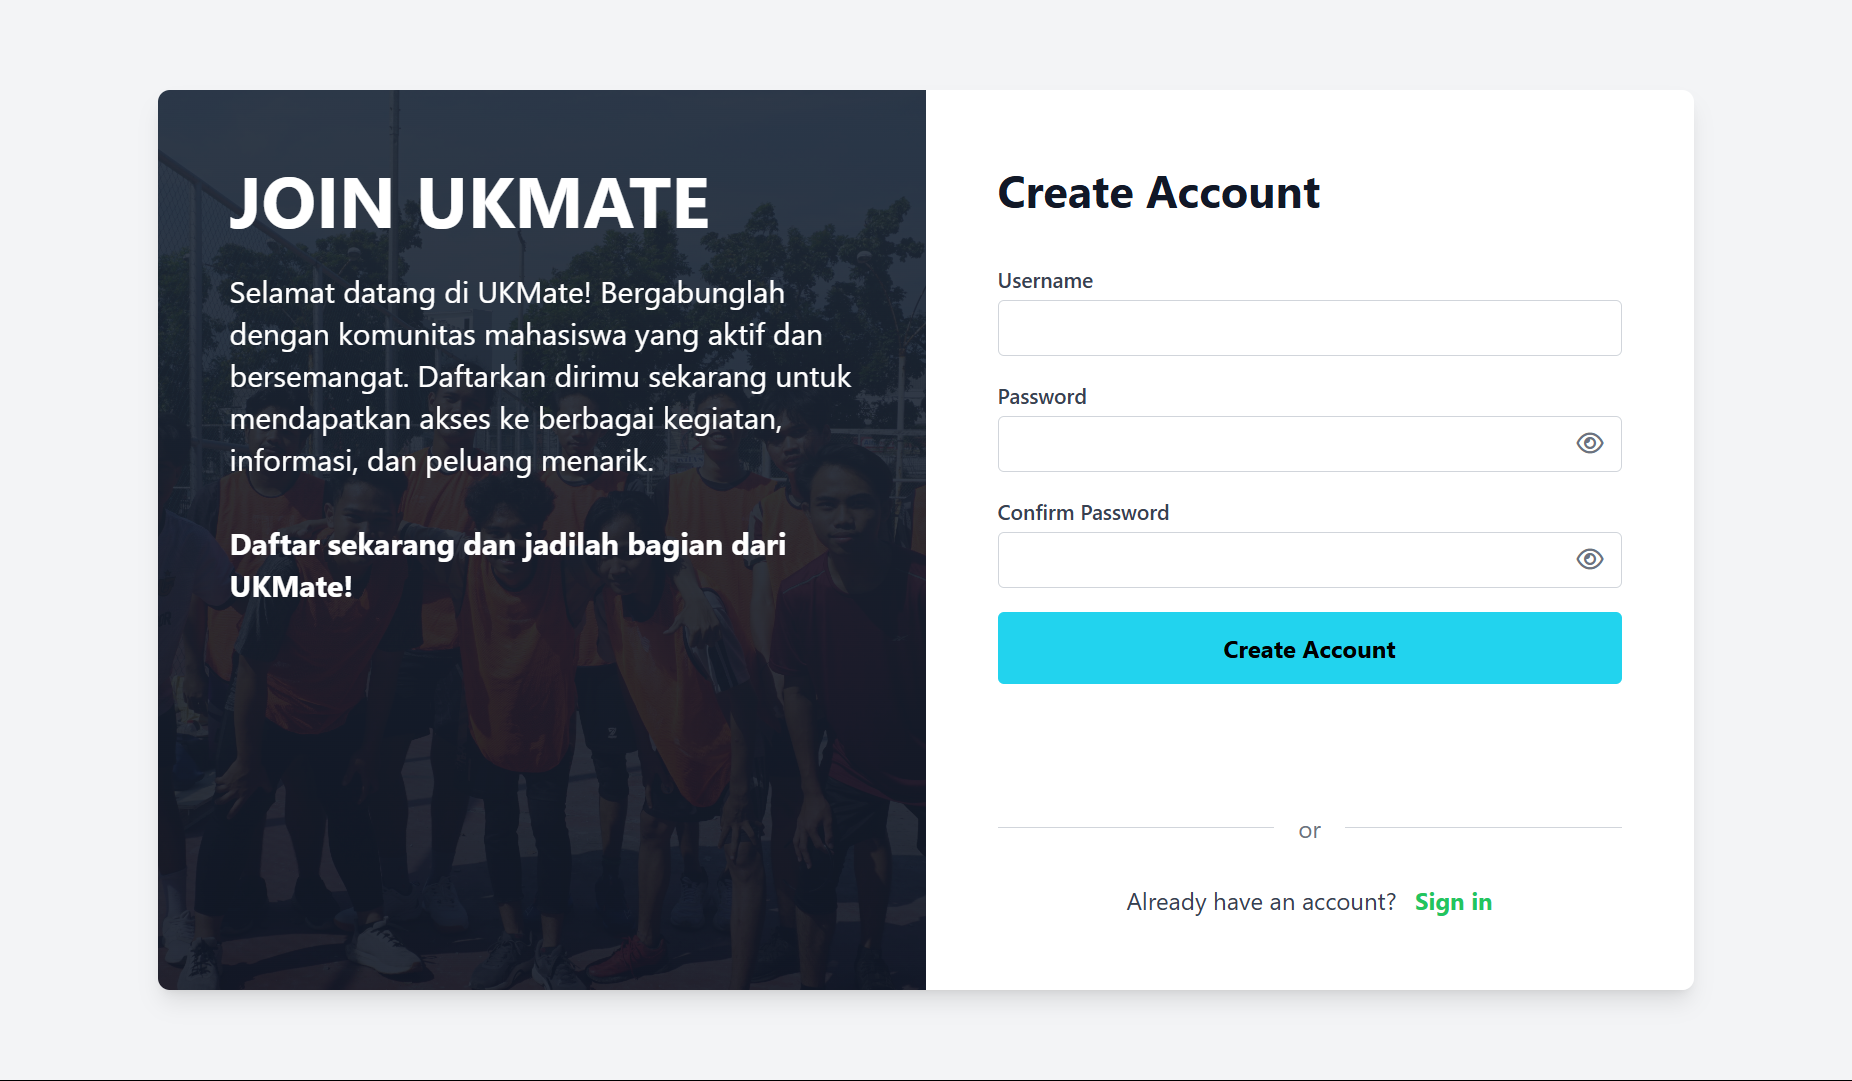 JOIN UKMATE
Selamat datang di UKMate! Bergabunglah
dengan komunitas mahasiswa yang aktif dan
bersemangat. Daftarkan dirimu sekarang untuk
mendapatkan akses ke berbagai kegiatan,
informasi, dan peluang menarik.
Daftar sekarang dan jadilah bagian dari
UKMate!
Create Account
Username
Password
Confirm Password
Create Account
or
Already have an account? Sign in